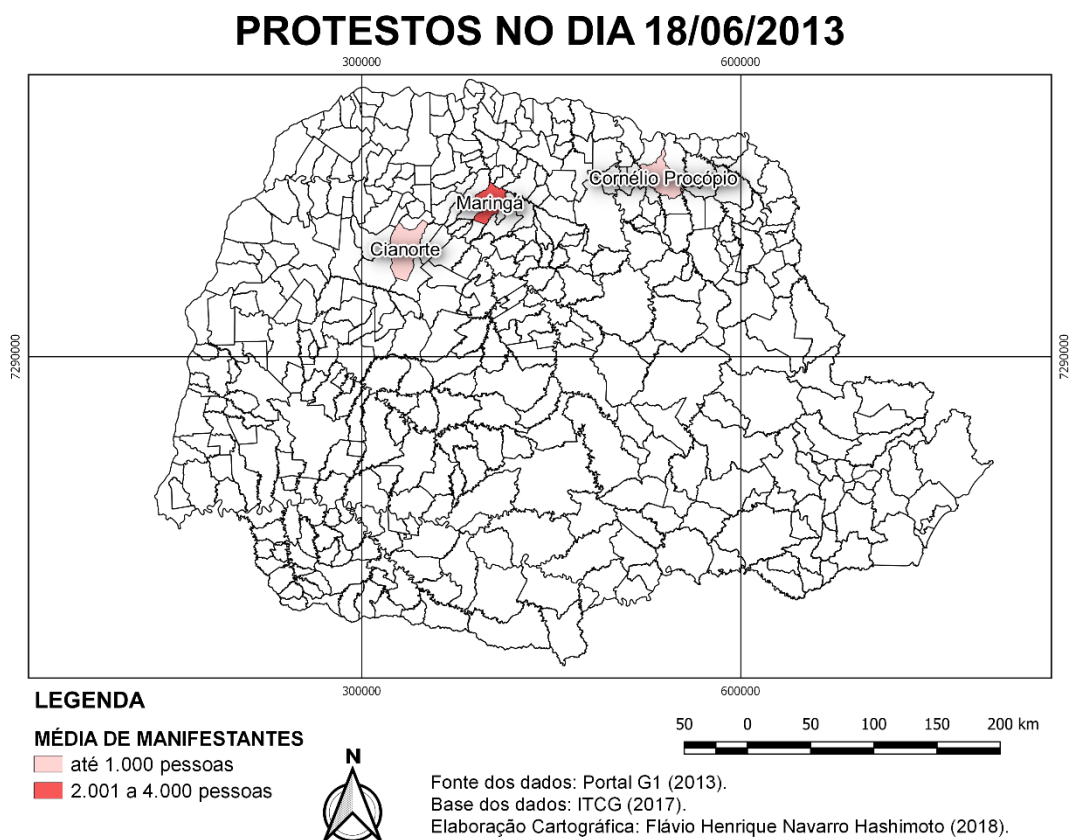 PROTESTOS NO DIA 18/06/2013
300000 600000
Cornélio Procópio
Maringá
Cianorte
7290000 7290000
300000 600000
LEGENDA
MÉDIA DE MANIFESTANTES
até 1.000 pessoas
2.001 a 4.000 pessoas
N
50 0 50 100 150 200 km
Fonte dos dados: Portal G1 (2013).
Base dos dados: ITCG (2017).
Elaboração Cartográfica: Flávio Henrique Navarro Hashimoto (2018).